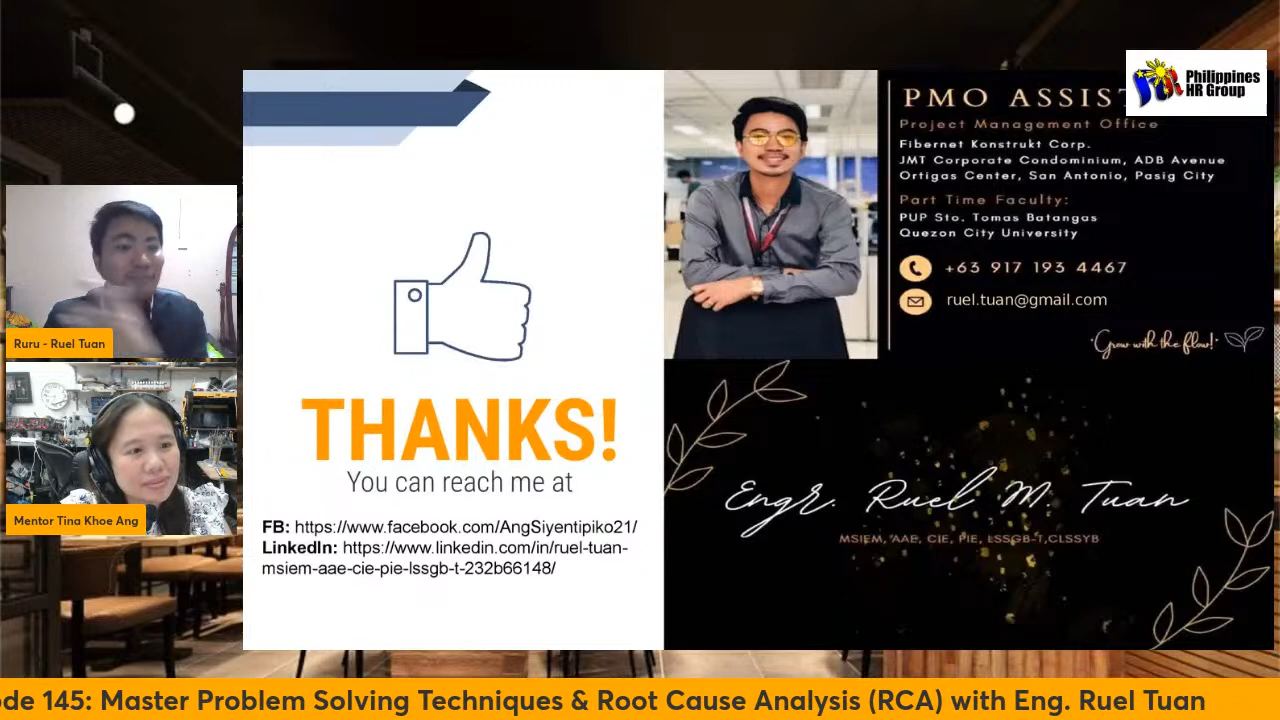 Philippines
HR Group
PMO ASSIST
Project Management Office
Fibernet Konstrukt Corp.
JMT Corporate Condominium, ADB Avenue
Ortigas Center, San Antonio, Pasig City
Part Time Faculty:
PUP Sto. Tomas Batangas
Quezon City University
+63 917 193 4467
ruel.tuan@gmail.com
"Grow with the flow!"
Ruru - Ruel Tuan
Mentor Tina Khoe Ang
THANKS!
You can reach me at
FB: https://www.facebook.com/AngSiyentipiko21/
LinkedIn: https://www.linkedin.com/in/ruel-tuan-
msiem-aae-cie-pie-lssgb-t-232b66148/
Engr. Ruel M. Tuan
MSIEM, AAE, CIE, PIE, LSSGB-T,CLSSYB
de 145: Master Problem Solving Techniques & Root Cause Analysis (RCA) with Eng. Ruel Tuan